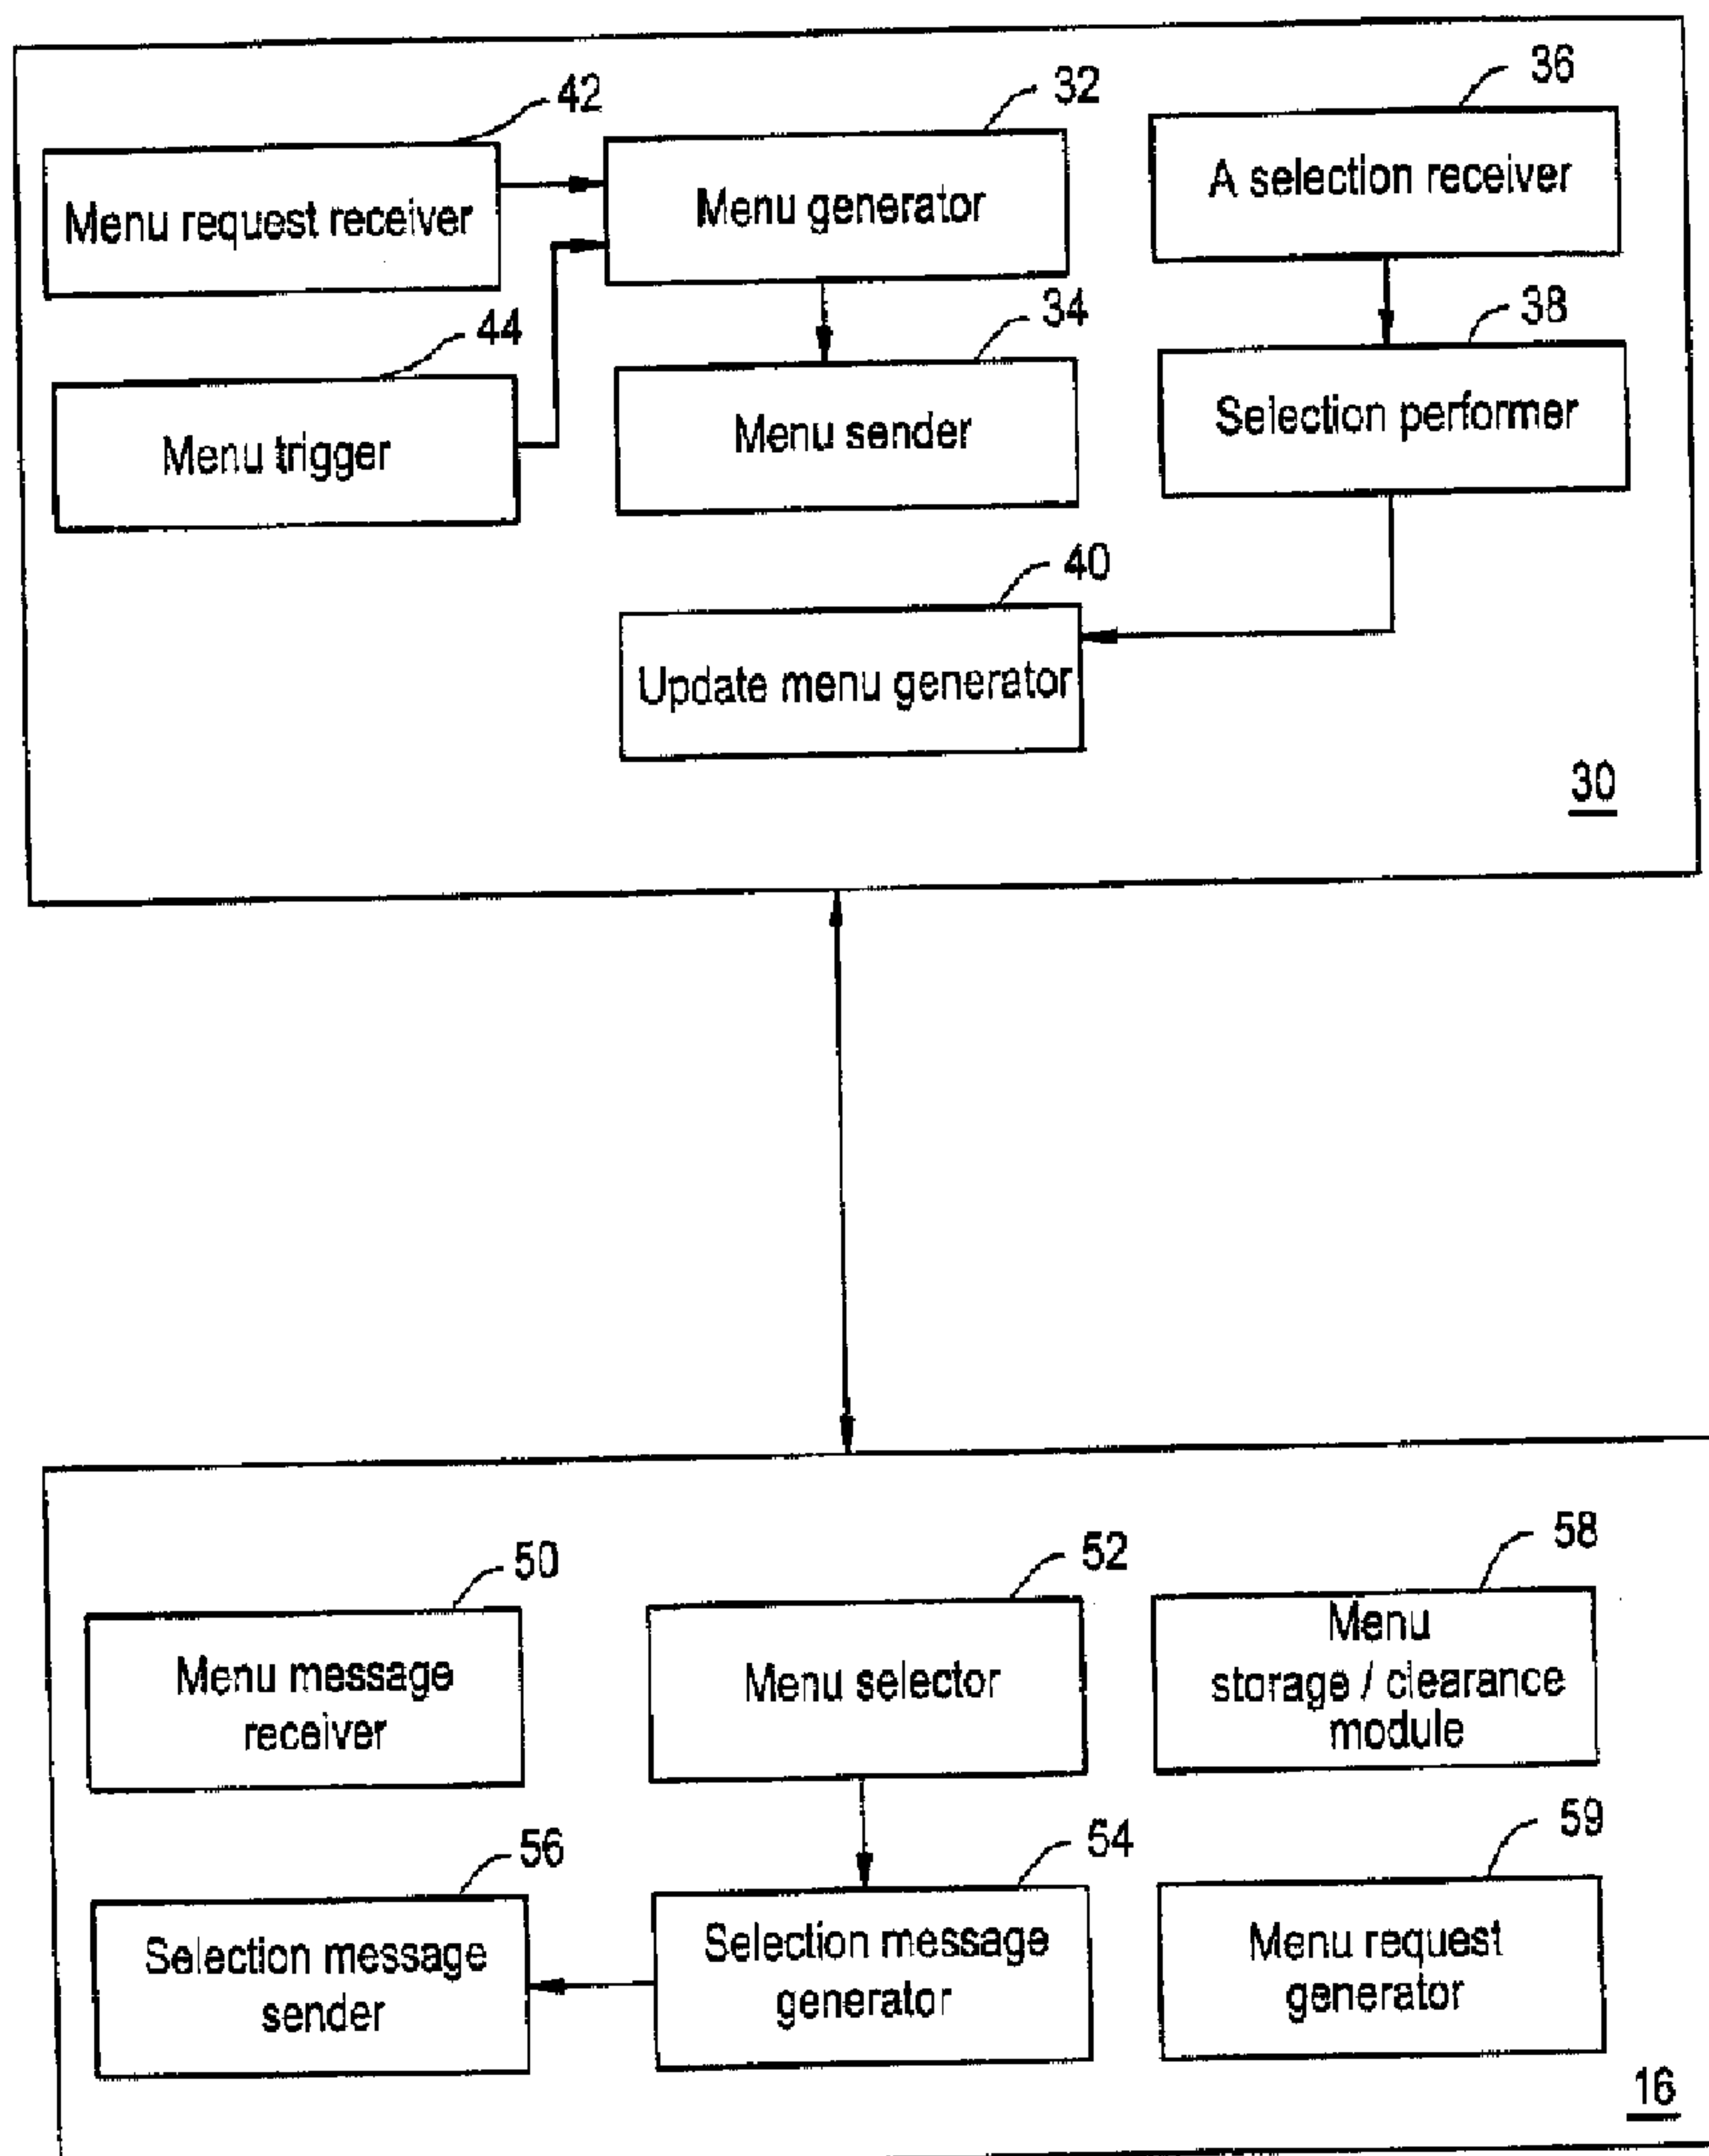 42
32
36
Menu request receiver
Menu generator
A selection receiver
44
34
38
Menu trigger
Menu sender
Selection performer
40
Update menu generator
30
50
52
58
Menu message
receiver
Menu selector
Menu
storage / clearance
module
56
54
59
Selection message
sender
Selection message
generator
Menu request
generator
16